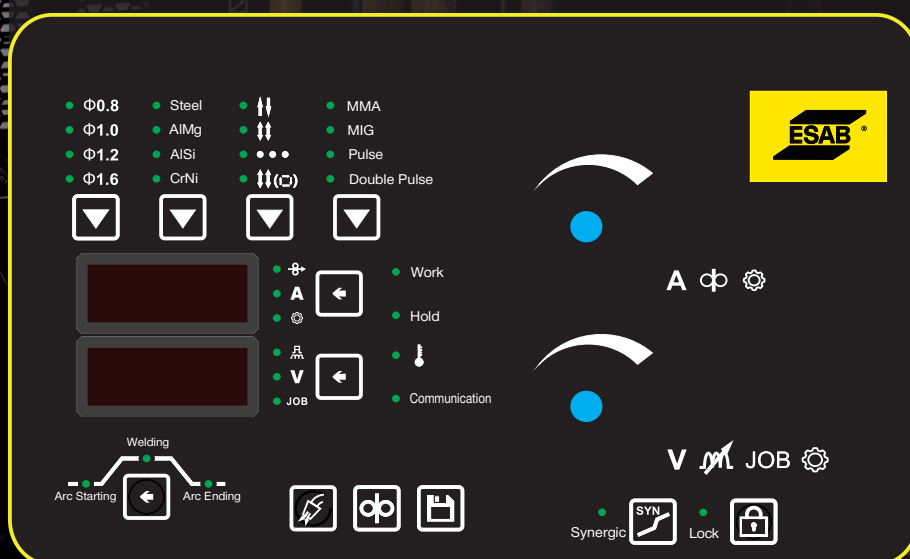 Φ0.8 Steel MMA
Φ1.0 AlMg MIG
Φ1.2 AlSi Pulse
Φ1.6 CrNi Double Pulse
ESAB ®
Work
A
Hold
A
V
JOB
Communication
V JOB
Welding
Arc Starting Arc Ending
SYN
Synergic Lock